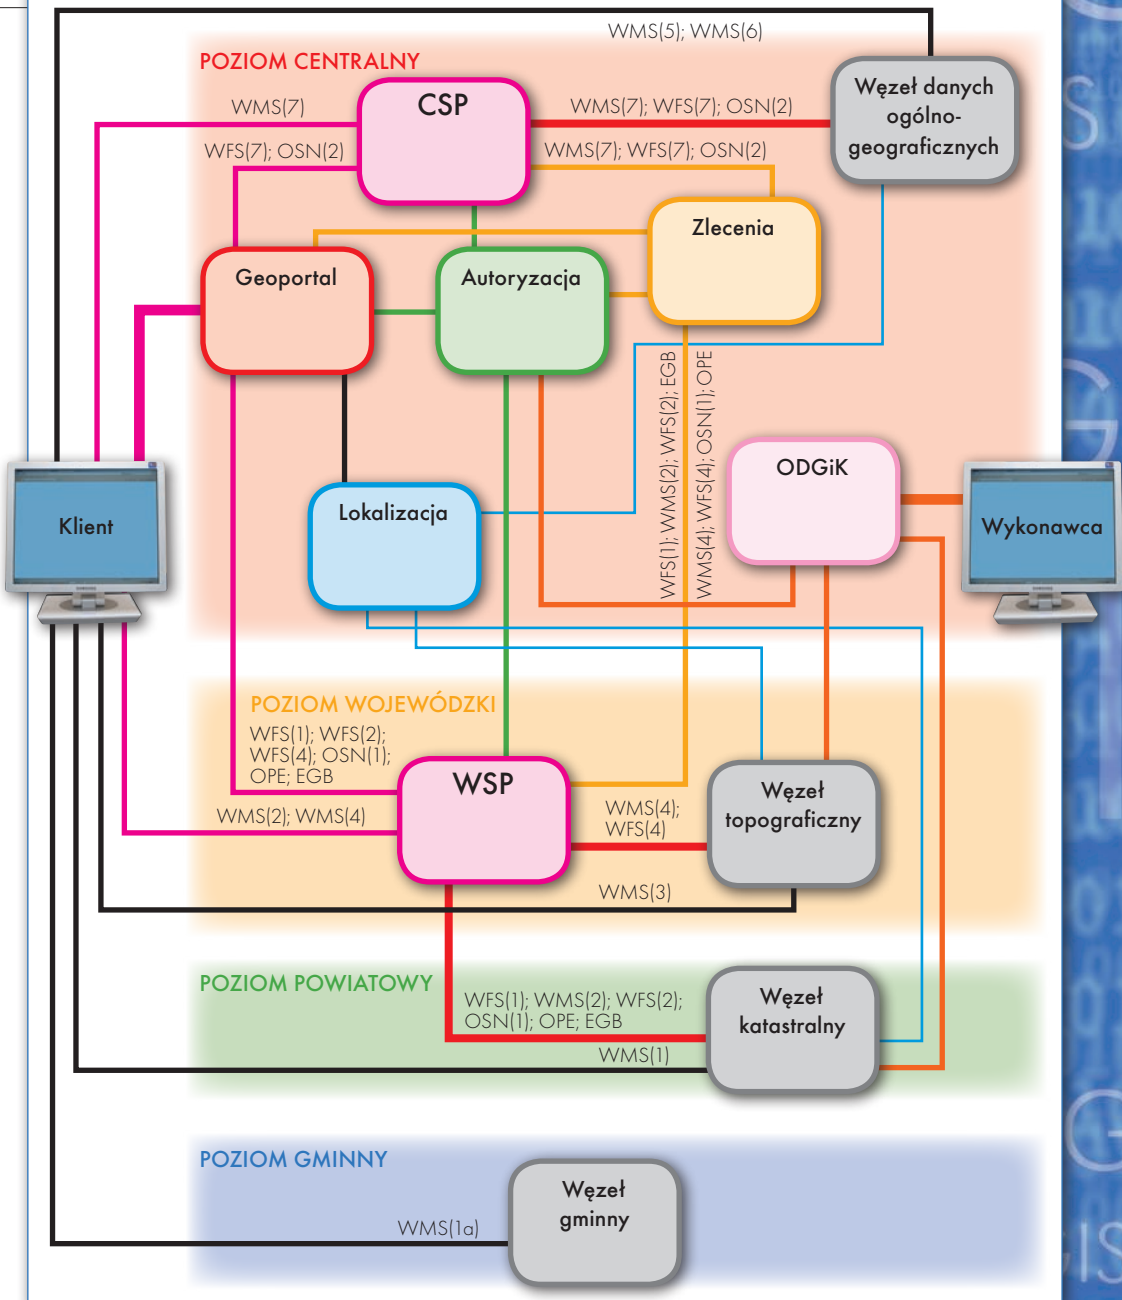 WMS(5); WMS(6)
POZIOM CENTRALNY
CSP
WMS(7)
WMS(7); WFS(7); OSN(2)
Węzeł danych
ogólno-
geograficznych
WFS(7); OSN(2)
WMS(7); WFS(7); OSN(2)
Zlecenia
Geoportal
Autoryzacja
WFS(1); WMS(2); WFS(2); EGB
WMS(4); WFS(4); OSN(1); OPE
ODGiK
Klient
Lokalizacja
Wykonawca
POZIOM WOJEWÓDZKI
WFS(1); WFS(2);
WFS(4); OSN(1);
OPE; EGB
WSP
Węzeł
topograficzny
WMS(2); WMS(4)
WMS(4);
WFS(4)
WMS(3)
POZIOM POWIATOWY
WFS(1); WMS(2); WFS(2);
OSN(1); OPE; EGB
Węzeł
katastralny
WMS(1)
POZIOM GMINNY
Węzeł
gminny
WMS(1a)